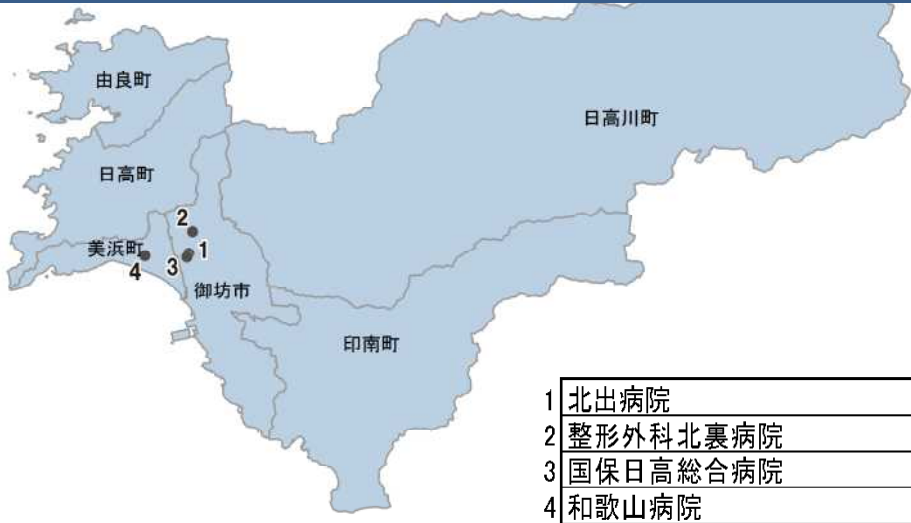 由良町
日高川町
日高町
2
美浜町
1
4
3
御坊市
印南町
1 北出病院
2 整形外科北裏病院
3 国保日高総合病院
4 和歌山病院